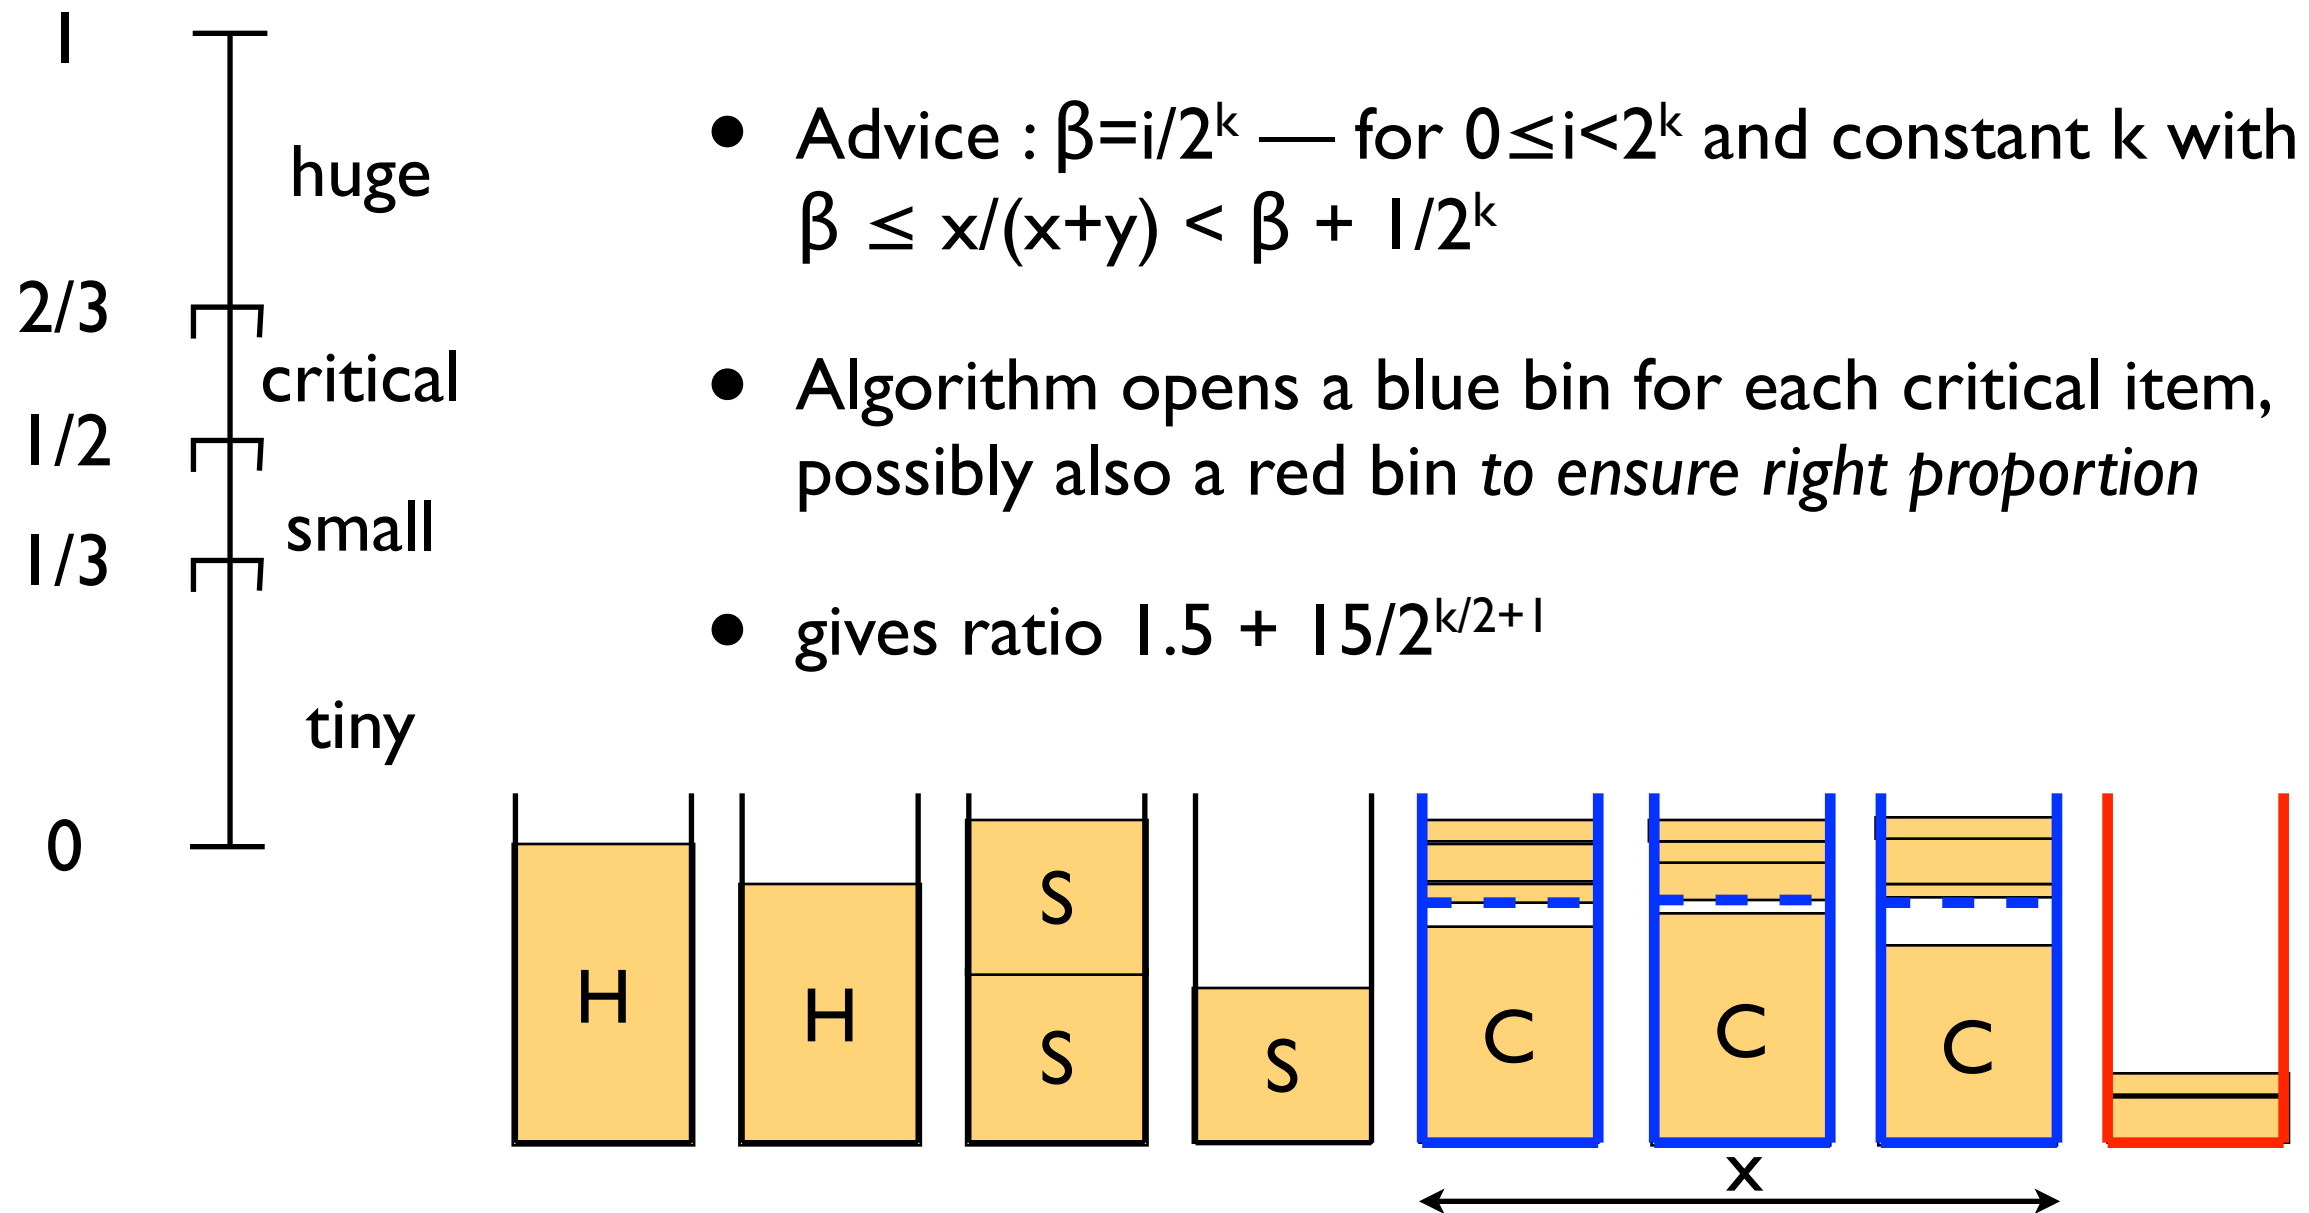 1
huge
2/3
critical
1/2
small
1/3
tiny
0
• Advice : β=i/2ᵏ — for 0≤i<2ᵏ and constant k with
β ≤ x/(x+y) < β + 1/2ᵏ
• Algorithm opens a blue bin for each critical item,
possibly also a red bin to ensure right proportion
• gives ratio 1.5 + 15/2^(k/2+1)
H
H
S
S
S
C
C
C
x